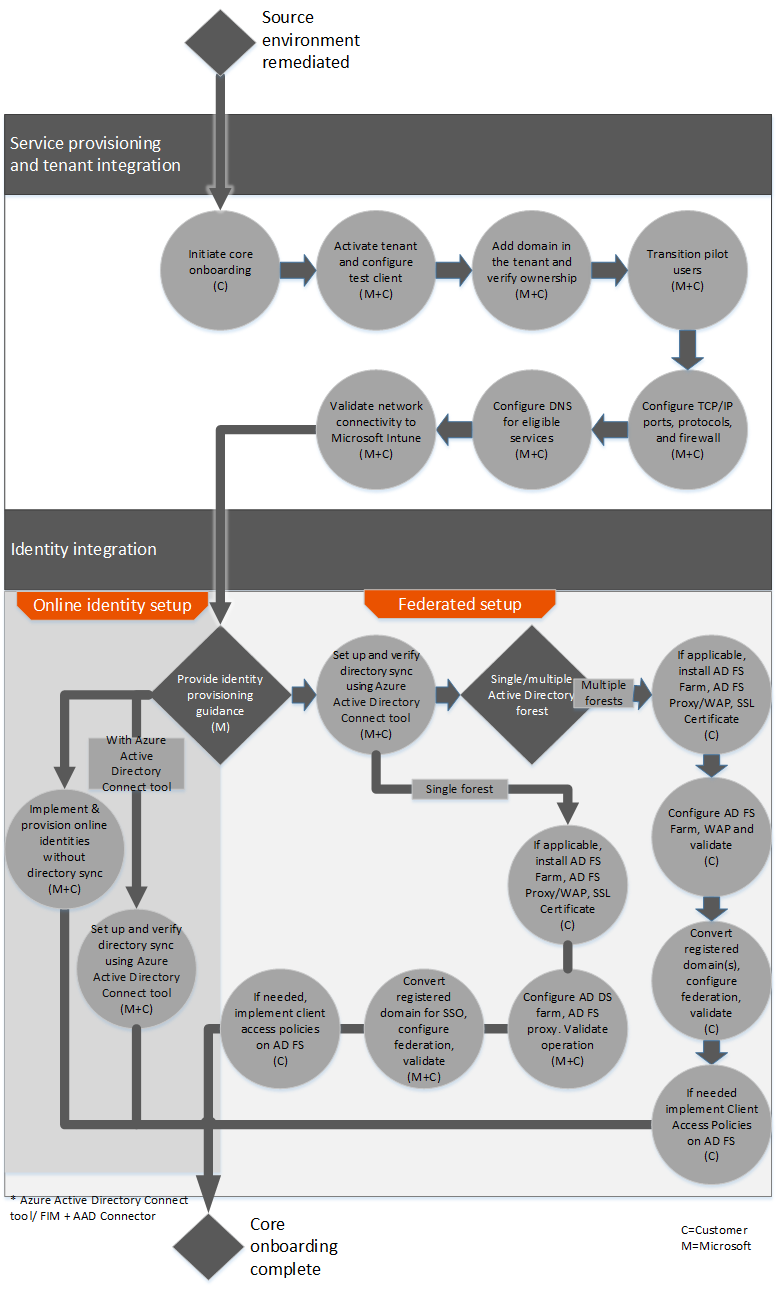 Source
environment
remediated
Service provisioning
and tenant integration
Initiate core
onboarding
(C)
Activate tenant
and configure
test client
(M+C)
Add domain in
the tenant and
verify ownership
(M+C)
Transition pilot
users
(M+C)
Validate network
connectivity to
Microsoft Intune
(M+C)
Configure DNS
for eligible
services
(M+C)
Configure TCP/IP
ports, protocols,
and firewall
(M+C)
Identity integration
Online identity setup
Federated setup
Provide identity
provisioning
guidance
(M)
Set up and verify
directory sync
using Azure
Active Directory
Connect tool
(M+C)
Single/multiple
Active Directory
forest
Multiple
forests
If applicable,
install AD FS
Farm, AD FS
Proxy/WAP, SSL
Certificate
(C)
With Azure
Active
Directory
Connect tool
Single forest
Implement &
provision online
identities
without
directory sync
(M+C)
If applicable,
install AD FS
Farm, AD FS
Proxy/WAP, SSL
Certificate
(C)
Configure AD FS
Farm, WAP and
validate
(C)
Set up and verify
directory sync
using Azure
Active Directory
Connect tool
(M+C)
Convert
registered
domain(s),
configure
federation,
validate
(C)
If needed,
implement client
access policies
on AD FS
(C)
Convert
registered
domain for SSO,
configure
federation,
validate
(M+C)
Configure AD DS
farm, AD FS
proxy. Validate
operation
(M+C)
If needed
implement Client
Access Policies
on AD FS
(C)
* Azure Active Directory Connect
tool/ FIM + AAD Connector
Core
onboarding
complete
C=Customer
M=Microsoft